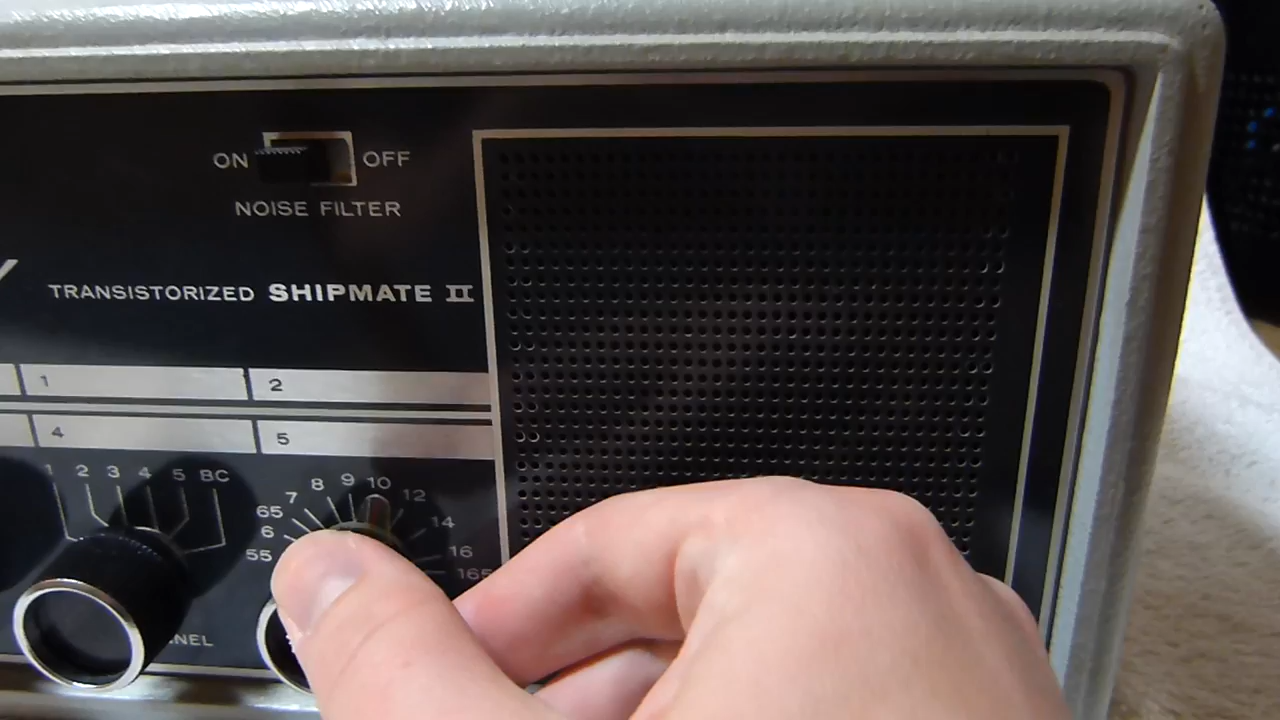 ON OFF
NOISE FILTER
TRANSISTORIZED SHIPMATE II
1 2
4 5
1 2 3 4 5 BC
55 6 65 7 8 9 10 12 14 16 165